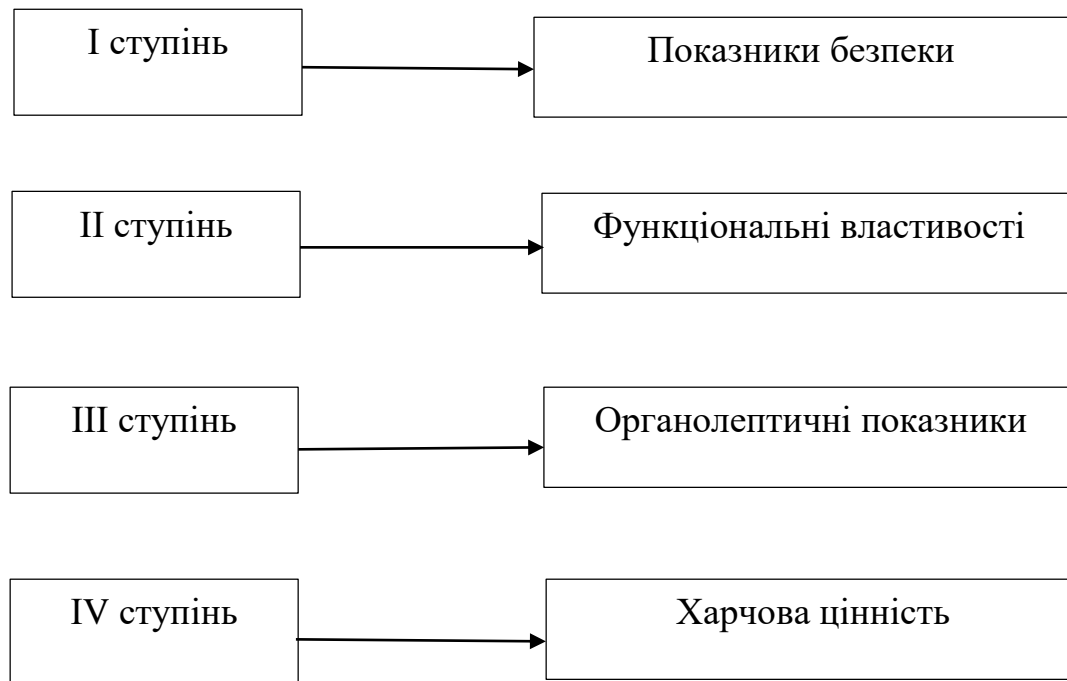 I ступінь
Показники безпеки
II ступінь
Функціональні властивості
III ступінь
Органолептичні показники
IV ступінь
Харчова цінність